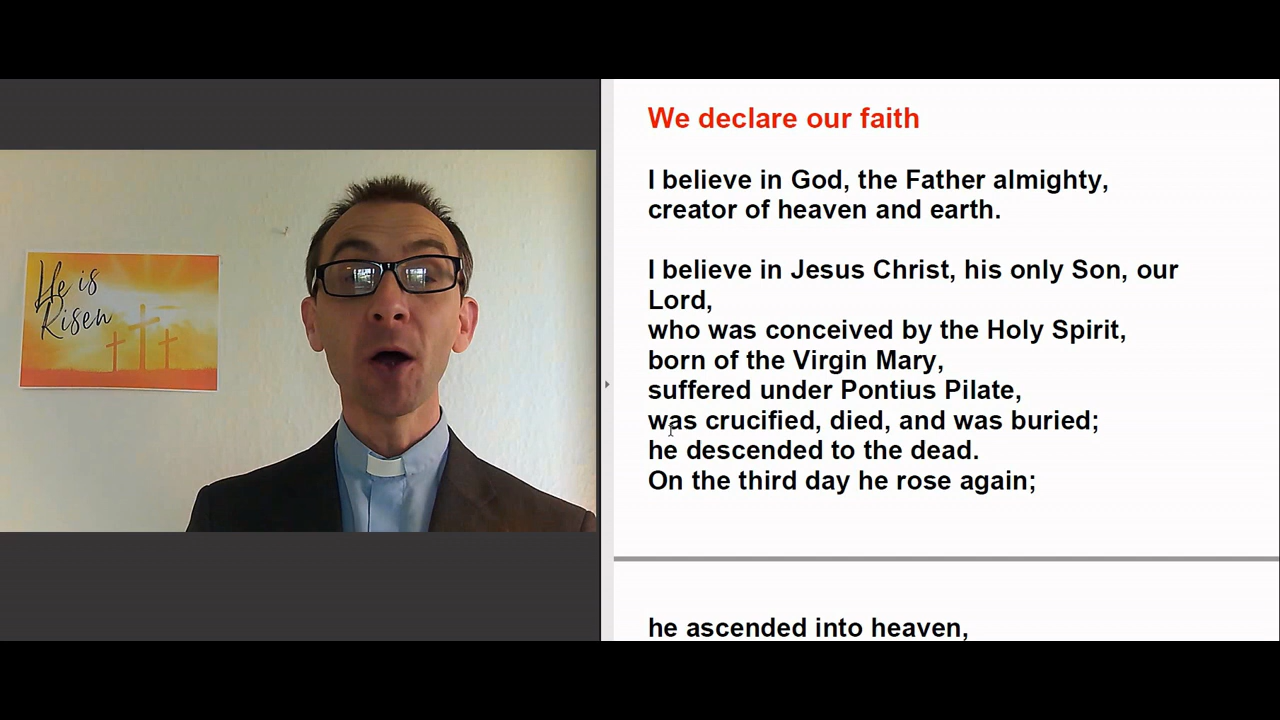 He is
Risen
We declare our faith
I believe in God, the Father almighty,
creator of heaven and earth.
I believe in Jesus Christ, his only Son, our
Lord,
who was conceived by the Holy Spirit,
born of the Virgin Mary,
suffered under Pontius Pilate,
was crucified, died, and was buried;
he descended to the dead.
On the third day he rose again;
he ascended into heaven,